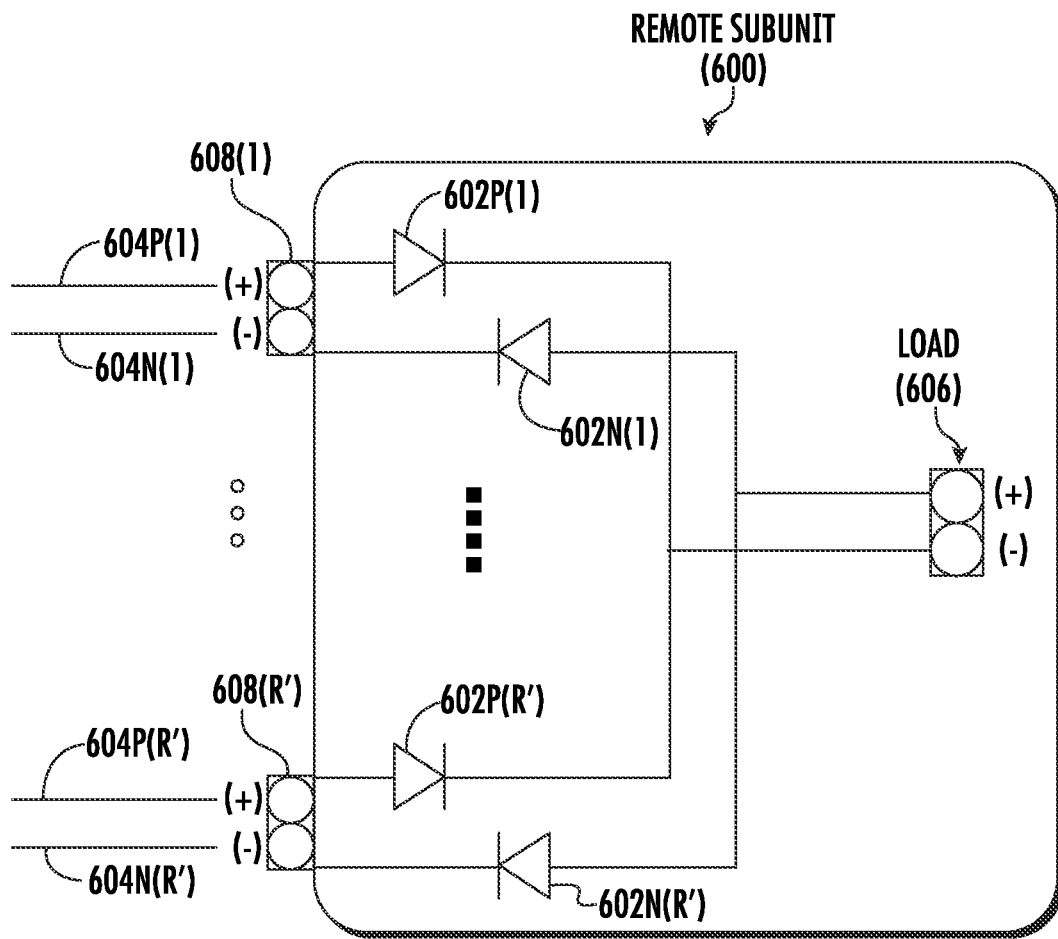 REMOTE SUBUNIT
(600)
608(1)
602P(1)
604P(1)
(+)
(-)
604N(1)
602N(1)
LOAD
(606)
(+)
(-)
608(R')
602P(R')
604P(R')
(+)
(-)
604N(R')
602N(R')